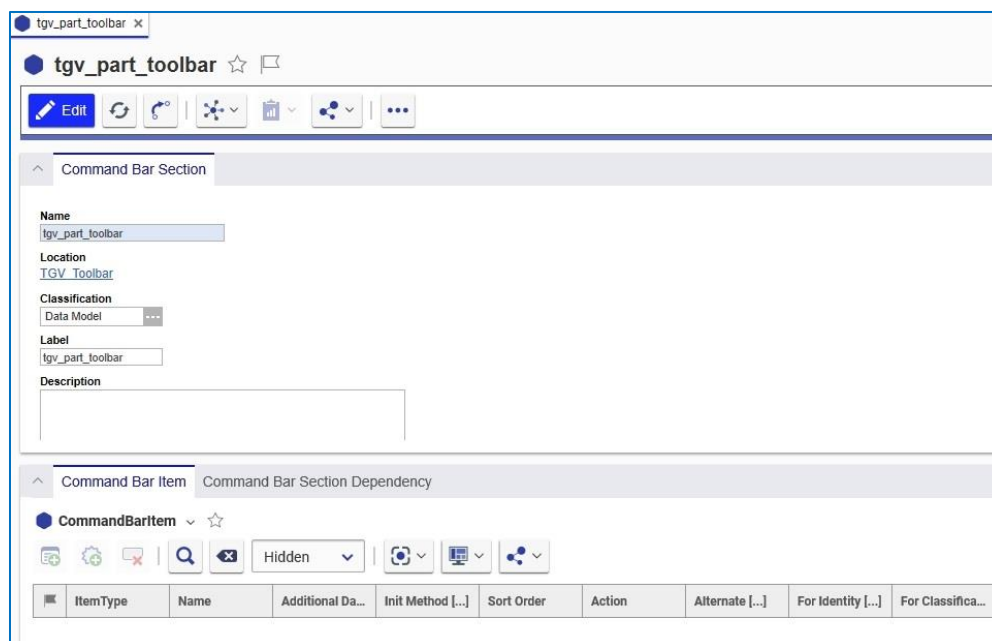 tgv_part_toolbar ×
tgv_part_toolbar
Edit
Command Bar Section
Name
tgv_part_toolbar
Location
TGV_Toolbar
Classification
Data Model
Label
tgv_part_toolbar
Description
Command Bar Item Command Bar Section Dependency
CommandBarItem
Hidden
ItemType Name Additional Da... Init Method [...] Sort Order Action Alternate [...] For Identity [...] For Classifica...